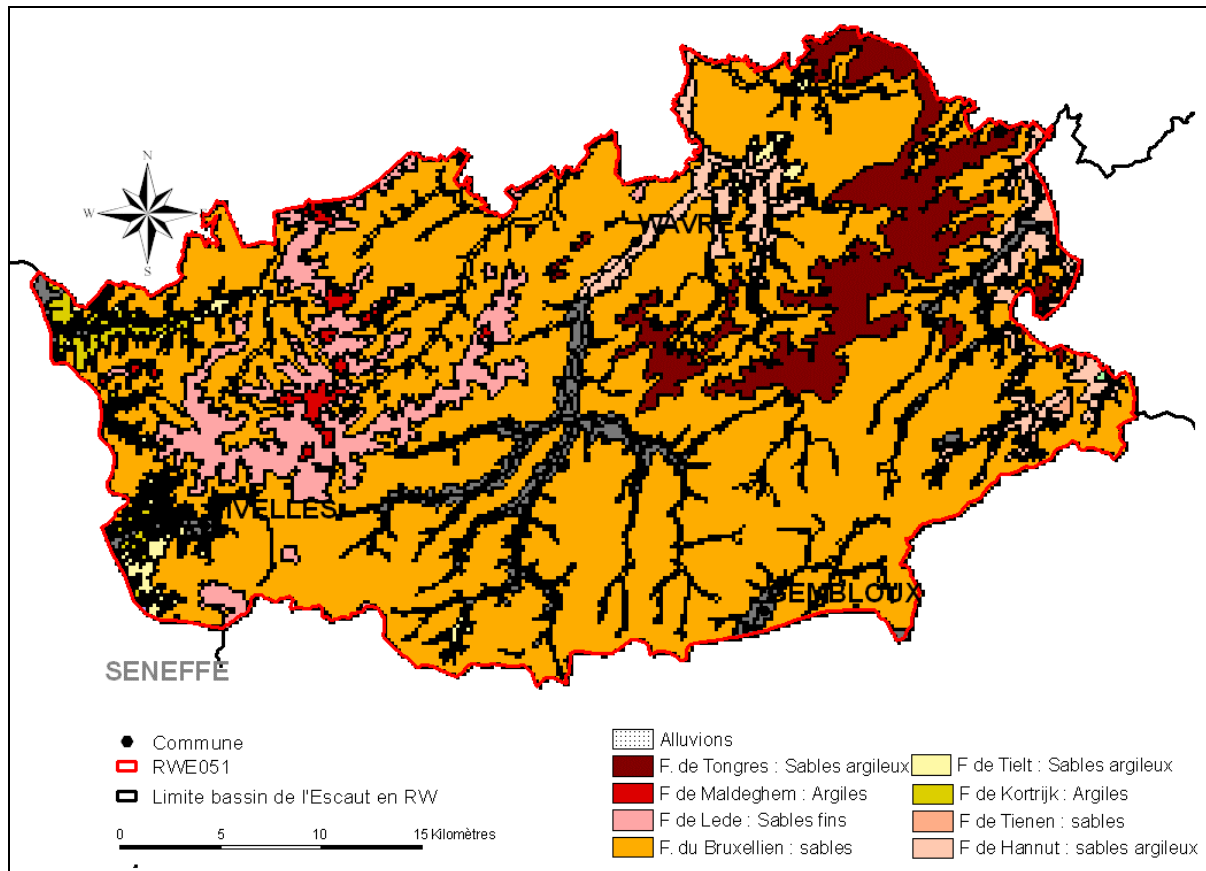 N
W
S
WAVRE
IVELLES
GEMBLOUX
SENEFFE
Commune
RWE051
Limite bassin de l'Escaut en RW
0 5 10 15 Kilomètres
Alluvions
F. de Tongres : Sables argileux
F de Maldeghem : Argiles
F de Lede : Sables fins
F. du Bruxellien : sables
F de Tielt : Sables argileux
F de Kortrijk : Argiles
F de Tienen : sables
F de Hannut : sables argileux